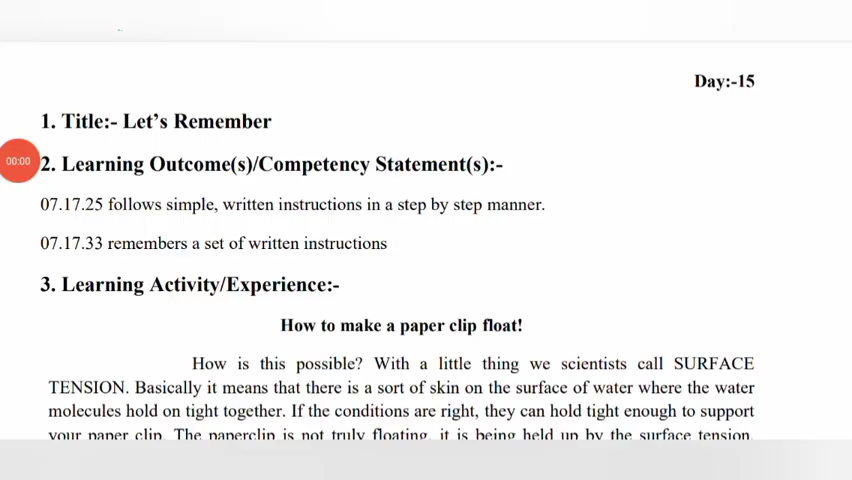 Day:-15
1. Title:- Let's Remember
00:00
2. Learning Outcome(s)/Competency Statement(s):-
07.17.25 follows simple, written instructions in a step by step manner.
07.17.33 remembers a set of written instructions
3. Learning Activity/Experience:-
How to make a paper clip float!
How is this possible? With a little thing we scientists call SURFACE
TENSION. Basically it means that there is a sort of skin on the surface of water where the water
molecules hold on tight together. If the conditions are right, they can hold tight enough to support
your paper clip. The paperclip is not truly floating, it is being held up by the surface tension.